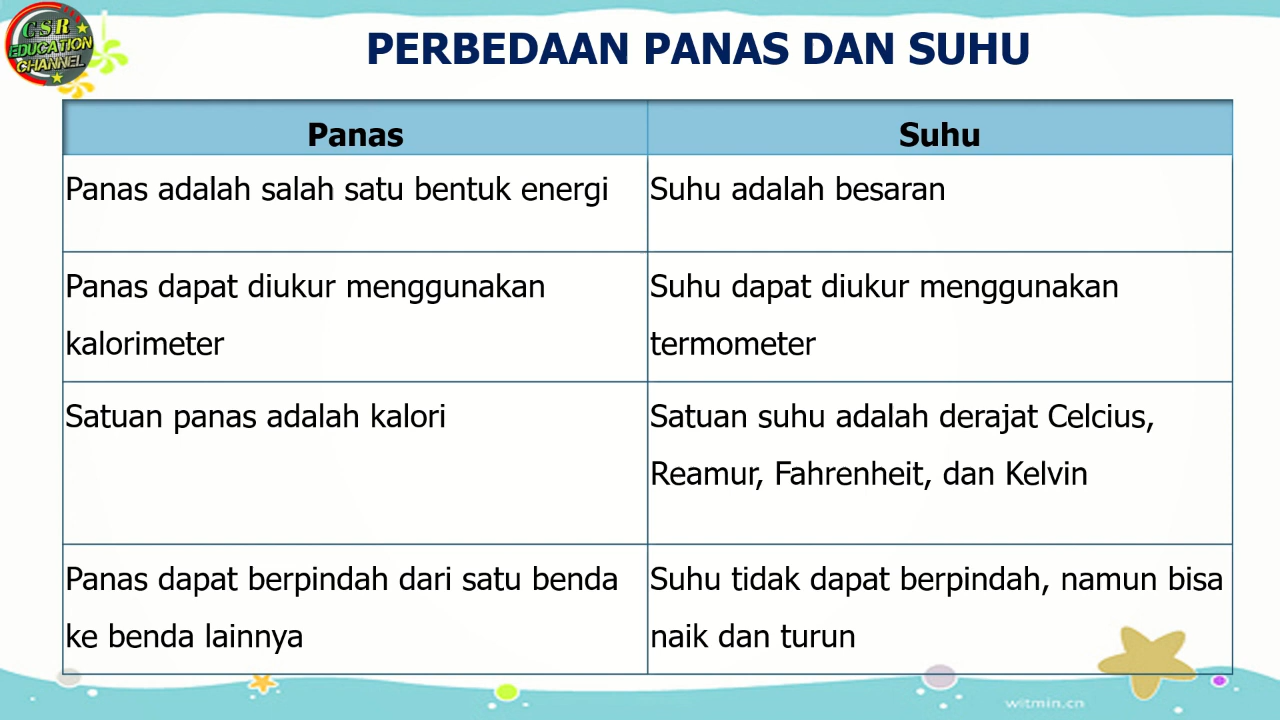 CSR
EDUCATION
CHANNEL
PERBEDAAN PANAS DAN SUHU
Panas
Suhu
Panas adalah salah satu bentuk energi
Suhu adalah besaran
Panas dapat diukur menggunakan
kalorimeter
Suhu dapat diukur menggunakan
termometer
Satuan panas adalah kalori
Satuan suhu adalah derajat Celcius,
Reamur, Fahrenheit, dan Kelvin
Panas dapat berpindah dari satu benda
ke benda lainnya
Suhu tidak dapat berpindah, namun bisa
naik dan turun
witmin.cn